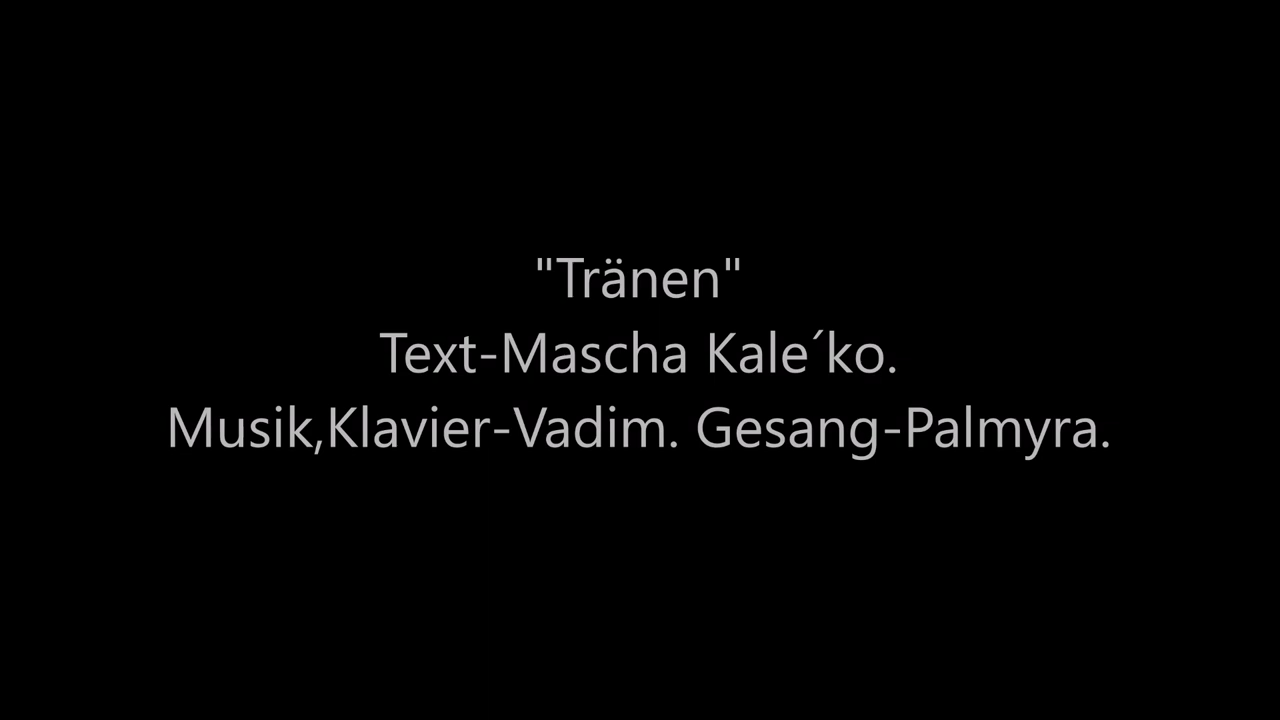 "Tränen"
Text-Mascha Kale´ko.
Musik,Klavier-Vadim. Gesang-Palmyra.